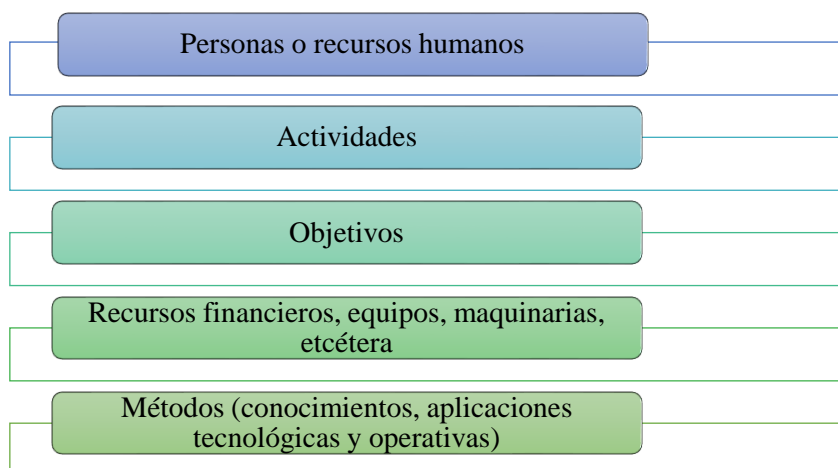 Personas o recursos humanos
Actividades
Objetivos
Recursos financieros, equipos, maquinarias,
etcétera
Métodos (conocimientos, aplicaciones
tecnológicas y operativas)